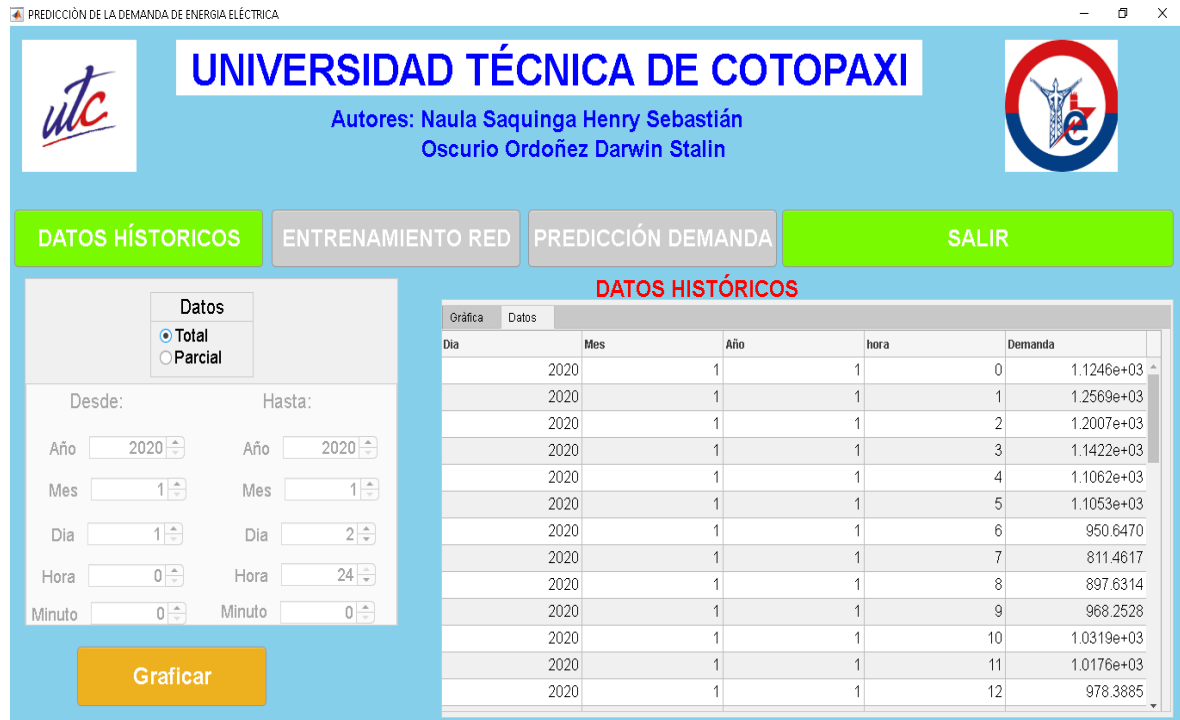 PREDICCIÒN DE LA DEMANDA DE ENERGIA ELÉCTRICA
utc
UNIVERSIDAD TÉCNICA DE COTOPAXI
Autores: Naula Saquinga Henry Sebastián
Oscurio Ordoñez Darwin Stalin
e
DATOS HÍSTORICOS ENTRENAMIENTO RED PREDICCIÓN DEMANDA SALIR
Datos
Total
Parcial
Desde: Hasta:
Año 2020 Año 2020
Mes 1 Mes 1
Dia 1 Dia 2
Hora 0 Hora 24
Minuto 0 Minuto 0
Graficar
DATOS HISTÓRICOS
Gràfica Datos
Dia Mes Año hora Demanda
2020 1 1 0 1.1246e+03
2020 1 1 1 1.2569e+03
2020 1 1 2 1.2007e+03
2020 1 1 3 1.1422e+03
2020 1 1 4 1.1062e+03
2020 1 1 5 1.1053e+03
2020 1 1 6 950.6470
2020 1 1 7 811.4617
2020 1 1 8 897.6314
2020 1 1 9 968.2528
2020 1 1 10 1.0319e+03
2020 1 1 11 1.0176e+03
2020 1 1 12 978.3885